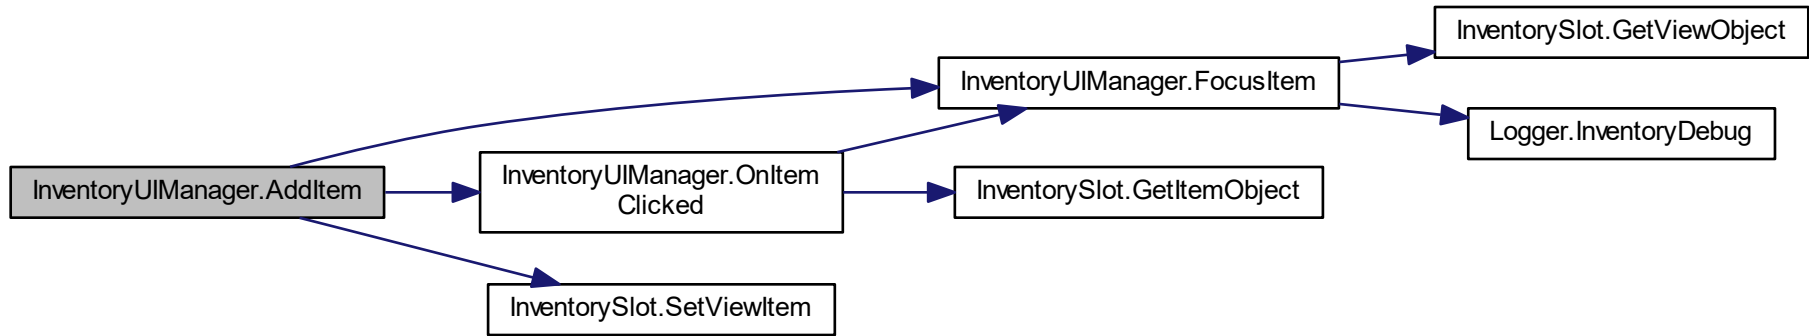 InventorySlot.GetViewObject
InventoryUIManager.FocusItem
Logger.InventoryDebug
InventoryUIManager.AddItem
InventoryUIManager.OnItem
Clicked
InventorySlot.GetItemObject
InventorySlot.SetViewItem